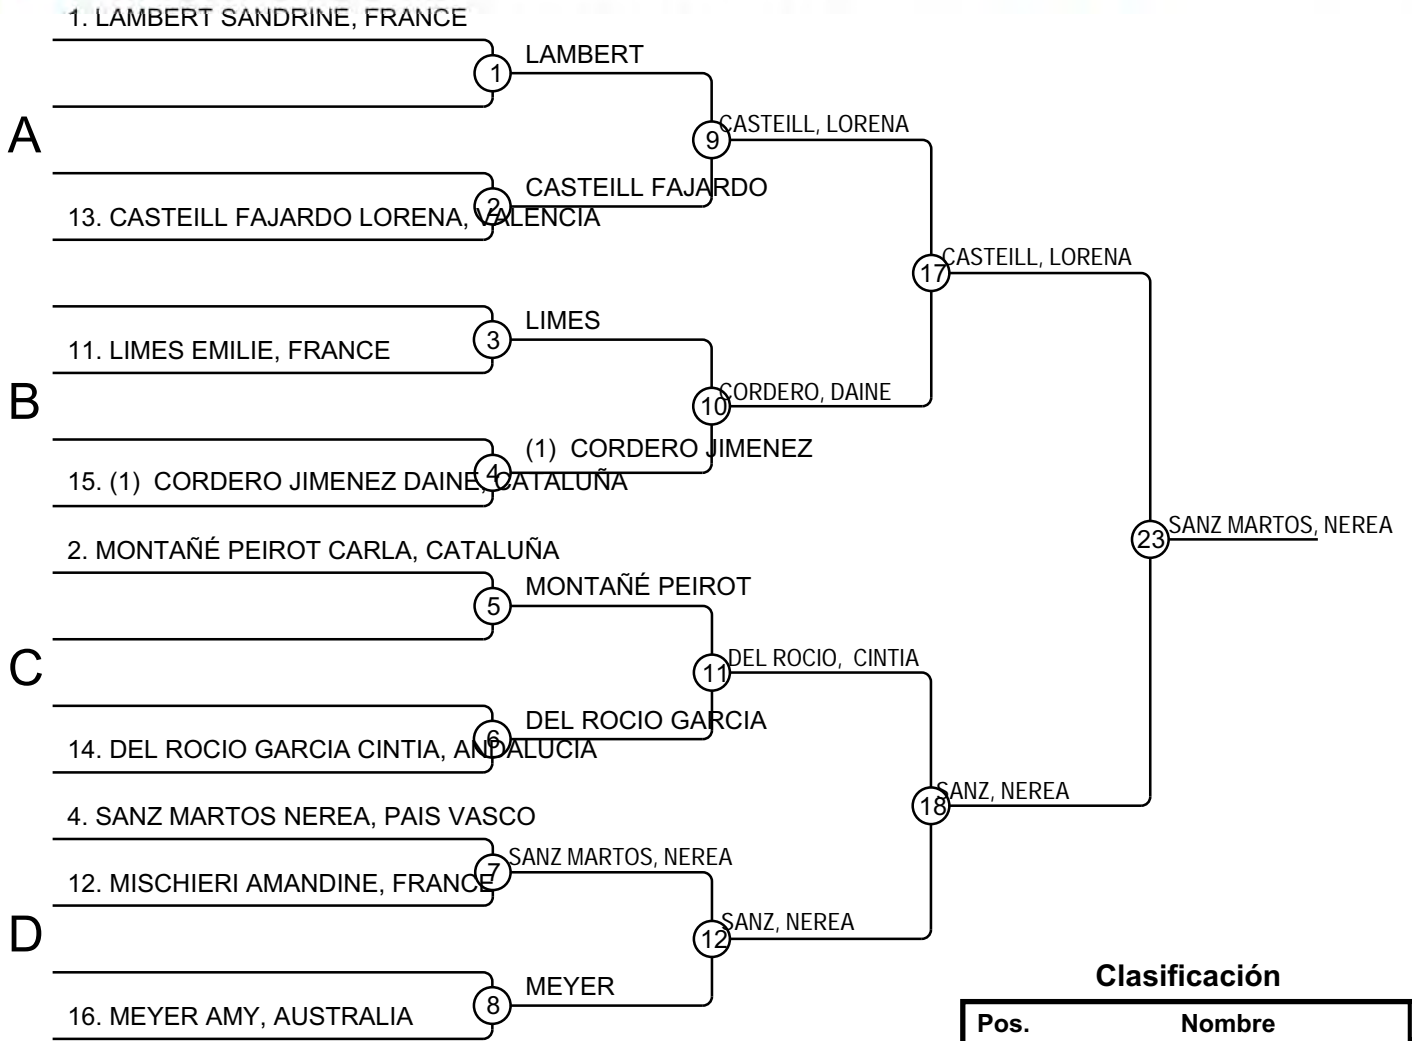 1. LAMBERT SANDRINE, FRANCE
1
LAMBERT
A
9
CASTEILL, LORENA
2
CASTEILL FAJARDO
13. CASTEILL FAJARDO LORENA, VALENCIA
17
CASTEILL, LORENA
3
LIMES
11. LIMES EMILIE, FRANCE
B
10
CORDERO, DAINE
4
(1) CORDERO JIMENEZ
15. (1) CORDERO JIMENEZ DAINE, CATALUÑA
23
SANZ MARTOS, NEREA
2. MONTAÑÉ PEIROT CARLA, CATALUÑA
5
MONTAÑÉ PEIROT
C
11
DEL ROCIO, CINTIA
6
DEL ROCIO GARCIA
14. DEL ROCIO GARCIA CINTIA, ANDALUCIA
18
SANZ, NEREA
4. SANZ MARTOS NEREA, PAIS VASCO
7
SANZ MARTOS, NEREA
12. MISCHIERI AMANDINE, FRANCE
D
12
SANZ, NEREA
8
MEYER
16. MEYER AMY, AUSTRALIA
Clasificación
Pos. Nombre